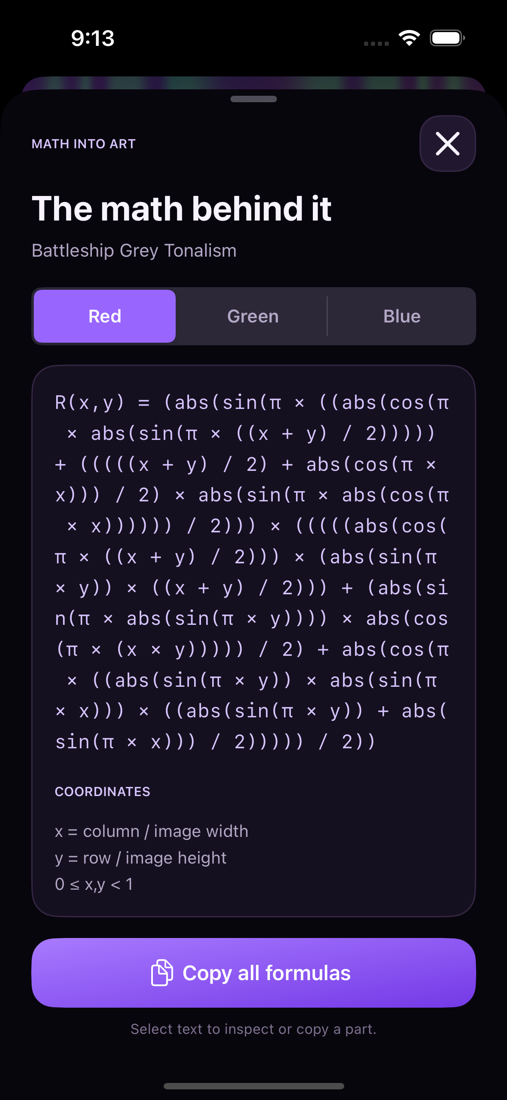 9:13
MATH INTO ART
The math behind it
Battleship Grey Tonalism
Red Green Blue
R(x,y) = (abs(sin(π × ((abs(cos(π
× abs(sin(π × ((x + y) / 2)))))
+ (((((x + y) / 2) + abs(cos(π ×
x))) / 2) × abs(sin(π × abs(cos(π
× x)))))) / 2))) × (((((abs(cos(
π × ((x + y) / 2))) × (abs(sin(π
× y)) × ((x + y) / 2))) + (abs(si
n(π × abs(sin(π × y)))) × abs(cos
(π × (x × y))))) / 2) + abs(cos(π
× ((abs(sin(π × y)) × abs(sin(π
× x))) × ((abs(sin(π × y)) + abs(
sin(π × x))) / 2))))) / 2))
COORDINATES
x = column / image width
y = row / image height
0 ≤ x,y < 1
Copy all formulas
Select text to inspect or copy a part.